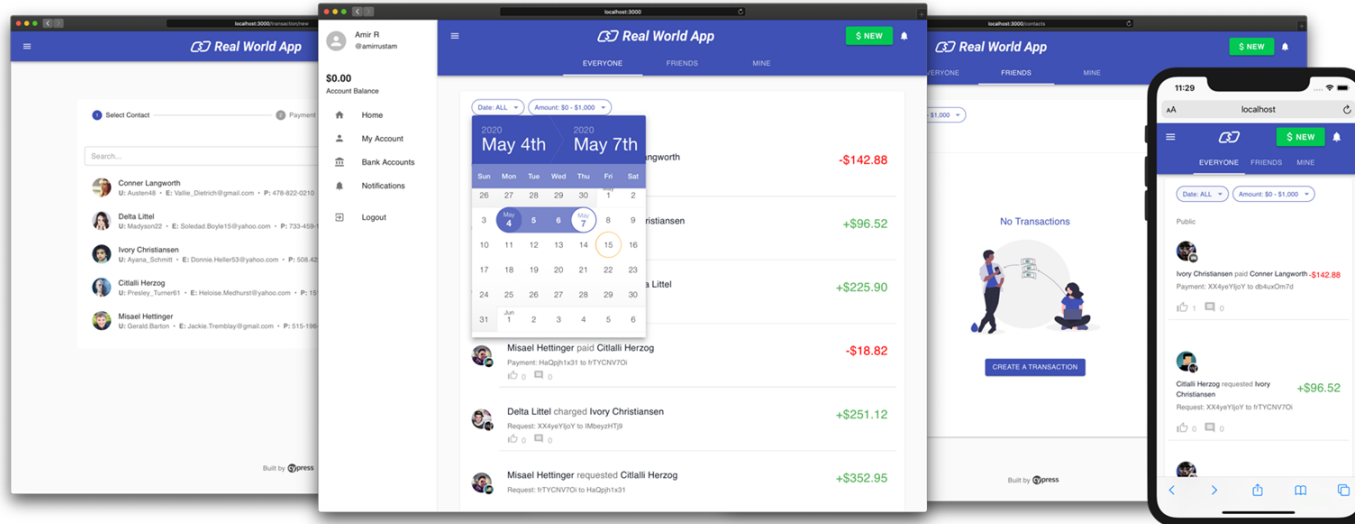 localhost:3000/transaction/new
Real World App
1 Select Contact
2 Payment
Search...
Conner Langworth
U: Austen48 • E: Vallie_Dietrich@gmail.com • P: 478-822-0210
Delta Littel
U: Madyson22 • E: Soledad.Boyle15@yahoo.com • P: 733-459-
Ivory Christiansen
U: Ayana_Schmitt • E: Donnie.Heller53@yahoo.com • P: 508.42
Citlalli Herzog
U: Presley_Turner61 • E: Heloise.Medhurst@yahoo.com • P: 15
Misael Hettinger
U: Gerald.Barton • E: Jackie.Tremblay@gmail.com • P: 515-196
Built by cypress
localhost:3000
Amir R
@amirrustam
$0.00
Account Balance
Home
My Account
Bank Accounts
Notifications
Logout
Real World App
$ NEW
EVERYONE FRIENDS MINE
Date: ALL Amount: $0 - $1,000
2020 2020
May 4th May 7th
Sun Mon Tue Wed Thu Fri Sat
26 27 28 29 30 May 1 2
3 May 4 5 6 May 7 8 9
10 11 12 13 14 15 16
17 18 19 20 21 22 23
24 25 26 27 28 29 30
31 Jun 1 2 3 4 5 6
ngworth
-$142.88
ristiansen
+$96.52
a Littel
+$225.90
Misael Hettinger paid Citlalli Herzog
-$18.82
Payment: HaQpjh1x31 to frTYCNV7Oi
0 0
Delta Littel charged Ivory Christiansen
+$251.12
Request: XX4yeYIjoY to IMbeyzHTj9
0 0
Misael Hettinger requested Citlalli Herzog
+$352.95
Request: frTYCNV7Oi to HaQpjh1x31
localhost:3000/contacts
Real World App
$ NEW
VERYONE FRIENDS MINE
- $1,000
No Transactions
CREATE A TRANSACTION
Built by cypress
11:29
AA localhost
$ NEW
EVERYONE FRIENDS MINE
Date: ALL Amount: $0 - $1,000
Public
Ivory Christiansen paid Conner Langworth -$142.88
Payment: XX4yeYIjoY to db4uxOm7d
1 0
Citlalli Herzog requested Ivory
Christiansen
+$96.52
Request: XX4yeYIjoY to frTYCNV7Oi
0 0